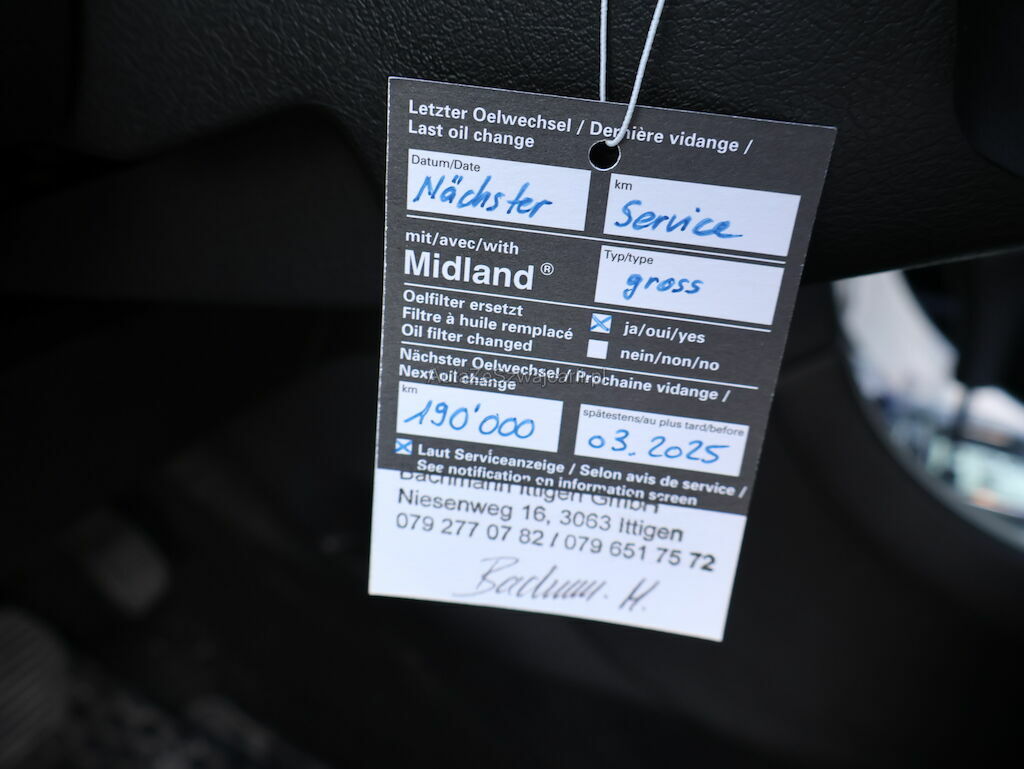 Letzter Oelwechsel / Dernière vidange /
Last oil change
Datum/Date
Nächster
km
Service
mit/avec/with
Midland®
Typ/type
gross
Oelfilter ersetzt
Filtre à huile remplacé
Oil filter changed
ja/oui/yes
nein/non/no
Nächster Oelwechsel / Prochaine vidange /
Next oil change
km
190'000
spätestens/au plus tard/before
03.2025
Laut Serviceanzeige / Selon avis de service /
See notification on information screen
Bachmann Ittigen GmbH
Niesenweg 16, 3063 Ittigen
079 277 07 82 / 079 651 75 72